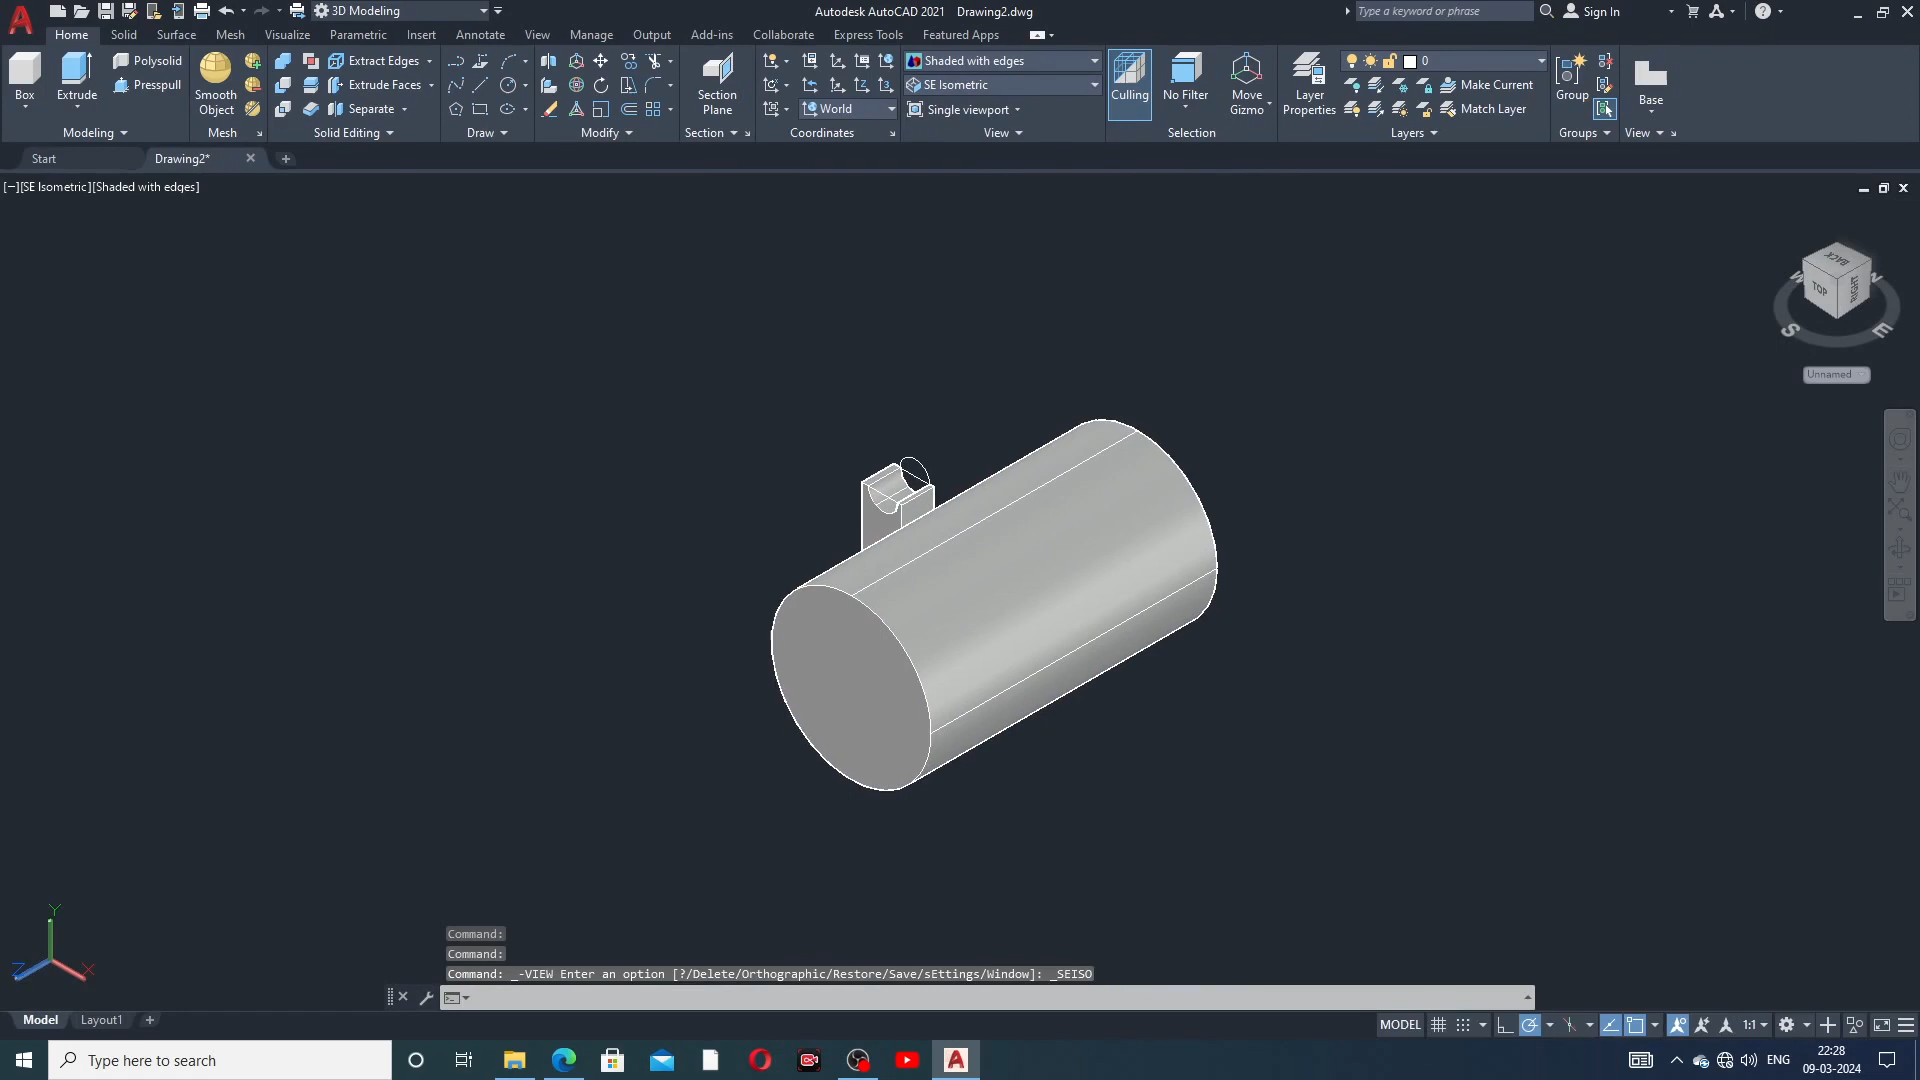 3D Modeling
Autodesk AutoCAD 2021 Drawing2.dwg
Type a keyword or phrase
Sign In
Home Solid Surface Mesh Visualize Parametric Insert Annotate View Manage Output Add-ins Collaborate Express Tools Featured Apps
Box
Extrude
Polysolid
Presspull
Modeling
Smooth
Object
Mesh
Extract Edges
Extrude Faces
Separate
Solid Editing
Draw
Modify
Section
Plane
Section
World
Coordinates
Shaded with edges
SE Isometric
Single viewport
View
Culling
No Filter
Move
Gizmo
Selection
Layer
Properties
0
Make Current
Match Layer
Layers
Group
Groups
Base
View
Start
Drawing2*
[−][SE Isometric][Shaded with edges]
BACK
TOP
RIGHT
W
N
S
E
Unnamed
Y
Z
X
Command:
Command:
Command: _-VIEW Enter an option [?/Delete/Orthographic/Restore/Save/sEttings/Window]: _SEISO
Model
Layout1
MODEL
1:1
Type here to search
ENG
22:28
09-03-2024